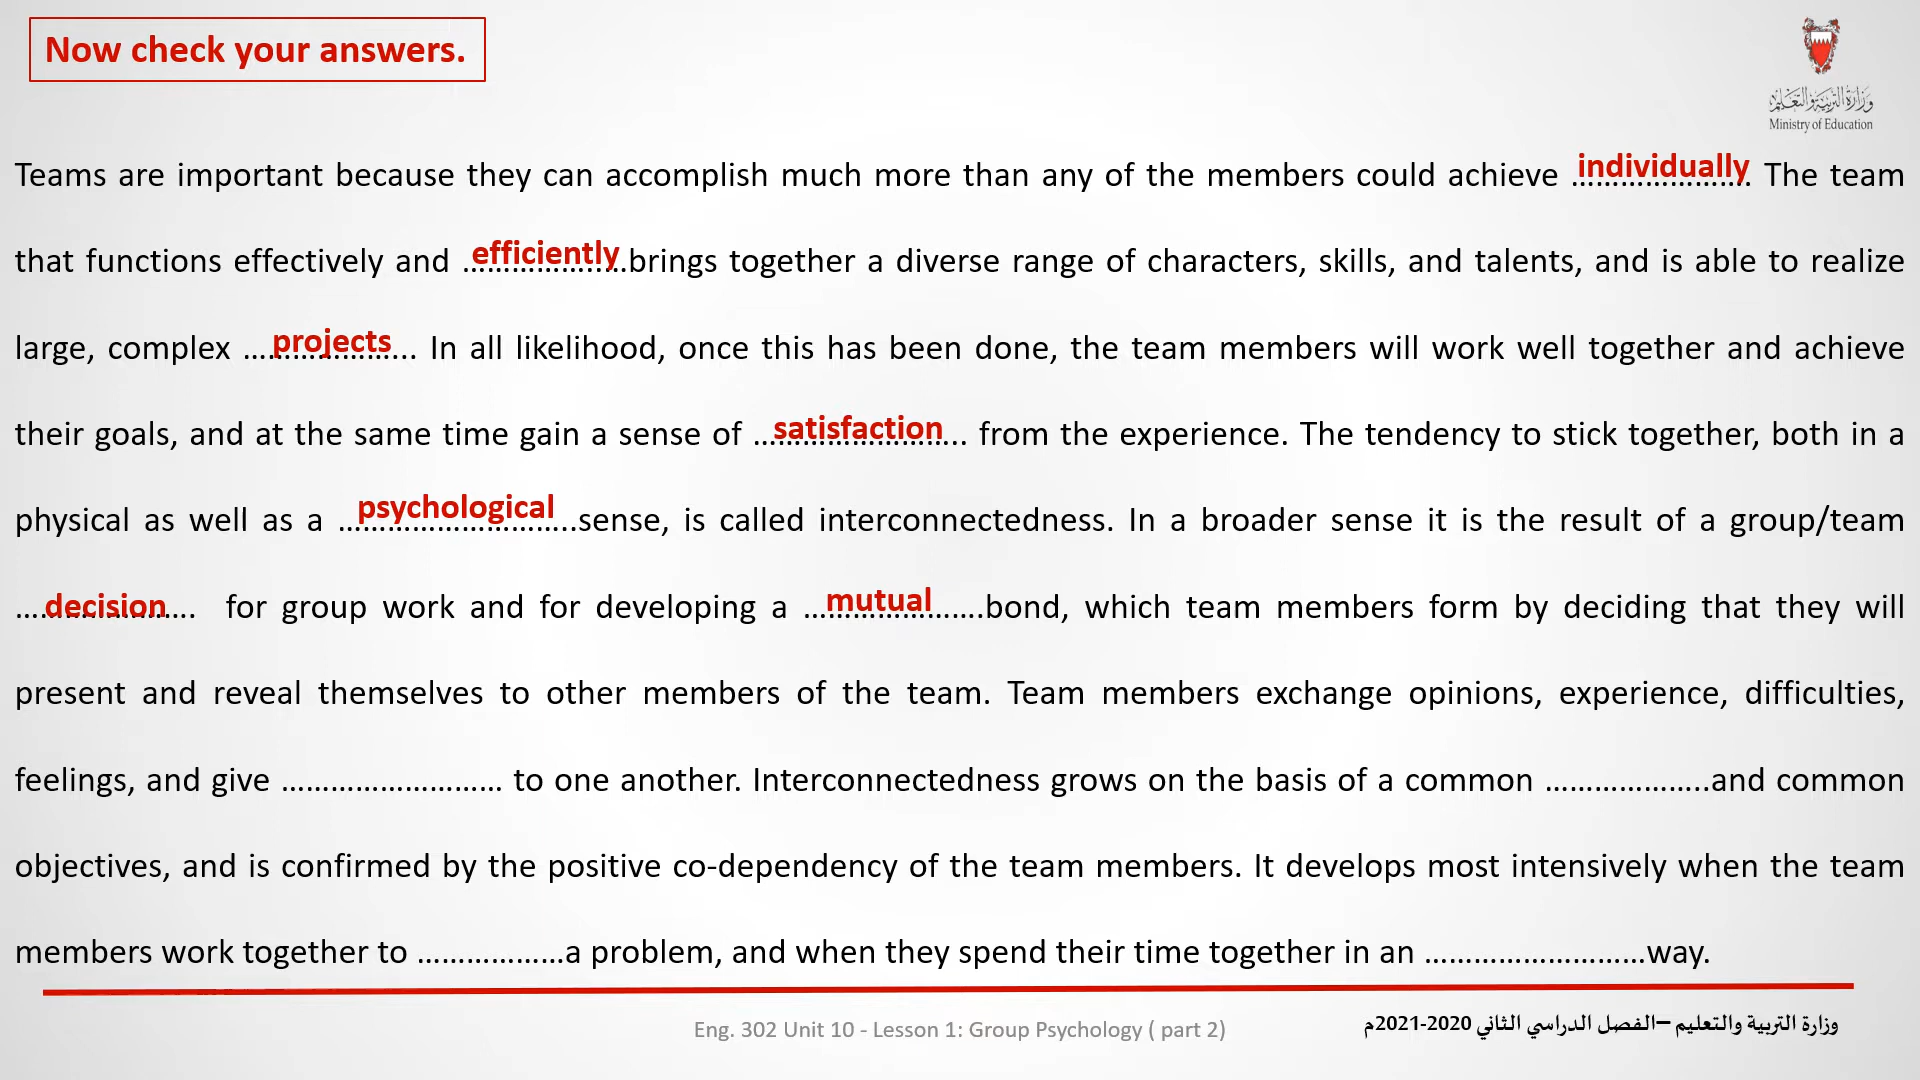 Now check your answers.
وزارة التربية والتعليم
Ministry of Education
Teams are important because they can accomplish much more than any of the members could achieve individually. The team
that functions effectively and efficiently brings together a diverse range of characters, skills, and talents, and is able to realize
large, complex projects... In all likelihood, once this has been done, the team members will work well together and achieve
their goals, and at the same time gain a sense of satisfaction... from the experience. The tendency to stick together, both in a
physical as well as a psychological sense, is called interconnectedness. In a broader sense it is the result of a group/team
decision for group work and for developing a mutual bond, which team members form by deciding that they will
present and reveal themselves to other members of the team. Team members exchange opinions, experience, difficulties,
feelings, and give ……………………… to one another. Interconnectedness grows on the basis of a common ………………..and common
objectives, and is confirmed by the positive co-dependency of the team members. It develops most intensively when the team
members work together to ………………a problem, and when they spend their time together in an ………………………way.
Eng. 302 Unit 10 - Lesson 1: Group Psychology ( part 2)
وزارة التربية والتعليم –الفصل الدراسي الثاني 2020-2021م